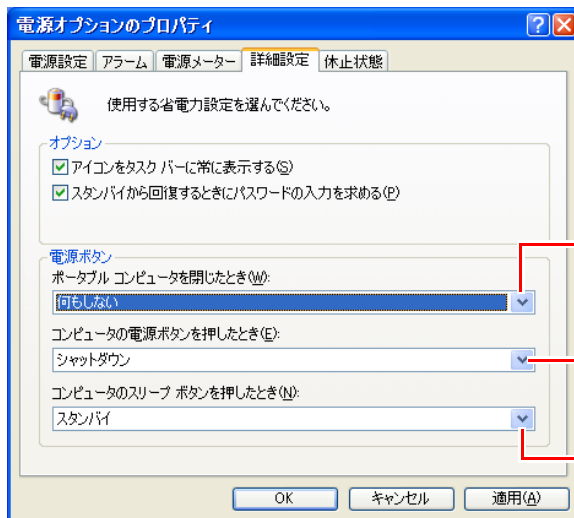 電源オプションのプロパティ
電源設定 アラーム 電源メーター 詳細設定 休止状態
使用する省電力設定を選んでください。
オプション
アイコンをタスク バーに常に表示する(S)
スタンバイから回復するときにパスワードの入力を求める(P)
電源ボタン
ポータブル コンピュータを閉じたとき(W):
何もしない
コンピュータの電源ボタンを押したとき(E):
シャットダウン
コンピュータのスリープ ボタンを押したとき(N):
スタンバイ
OK キャンセル 適用(A)